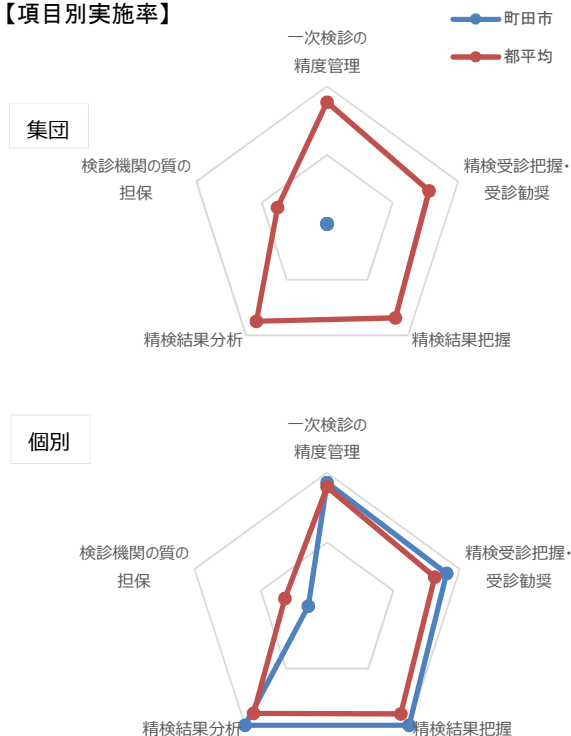 【項目別実施率】
町田市
都平均
集団
一次検診の
精度管理
検診機関の質の
担保
精検受診把握・
受診勧奨
精検結果分析
精検結果把握
個別
一次検診の
精度管理
検診機関の質の
担保
精検受診把握・
受診勧奨
精検結果分析
精検結果把握